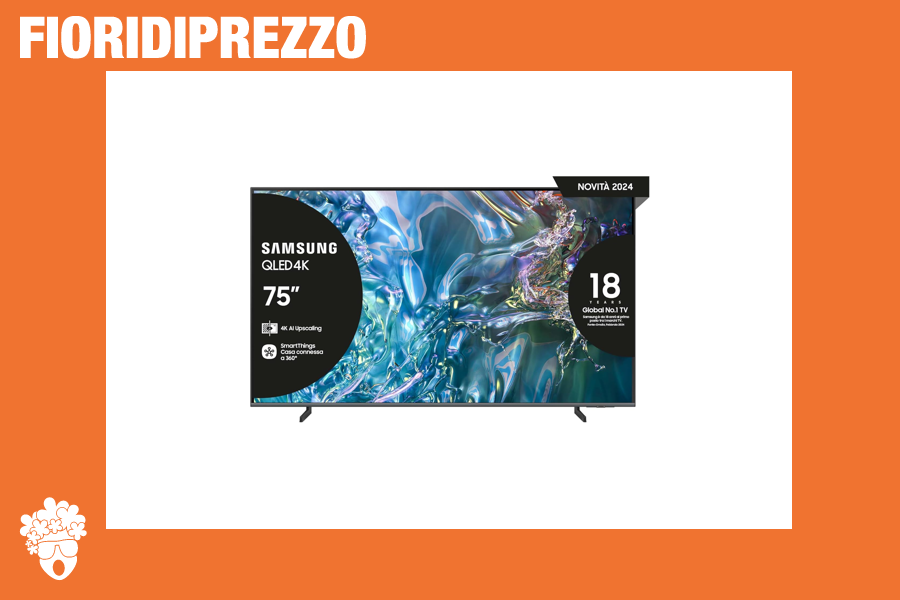 FIORIDIPREZZO
NOVITÀ 2024
SAMSUNG
QLED 4K
75"
4K AI Upscaling
SmartThings
Casa connessa
a 360°
18
YEARS
Global No.1 TV